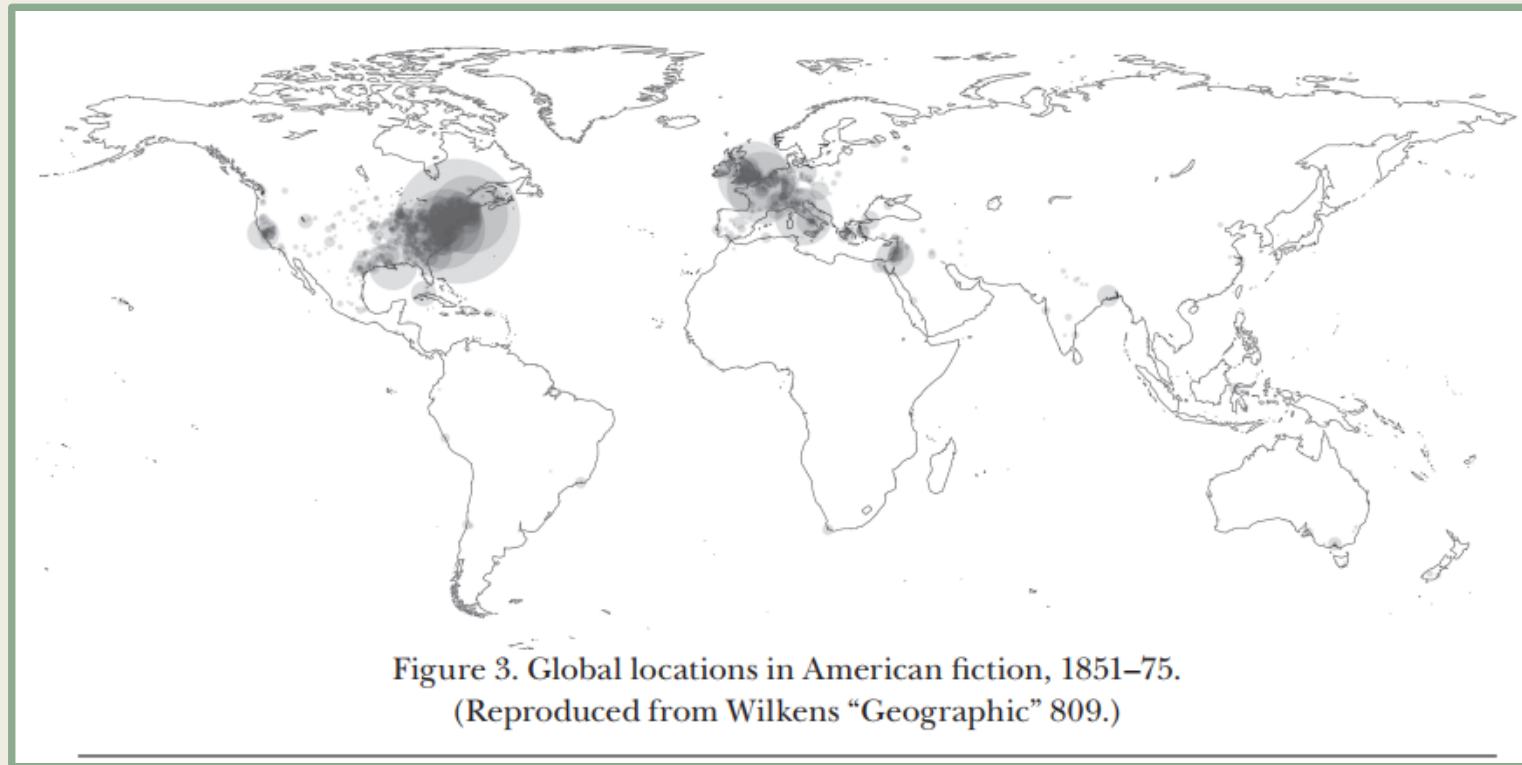 Figure 3. Global locations in American fiction, 1851–75.
(Reproduced from Wilkens “Geographic” 809.)